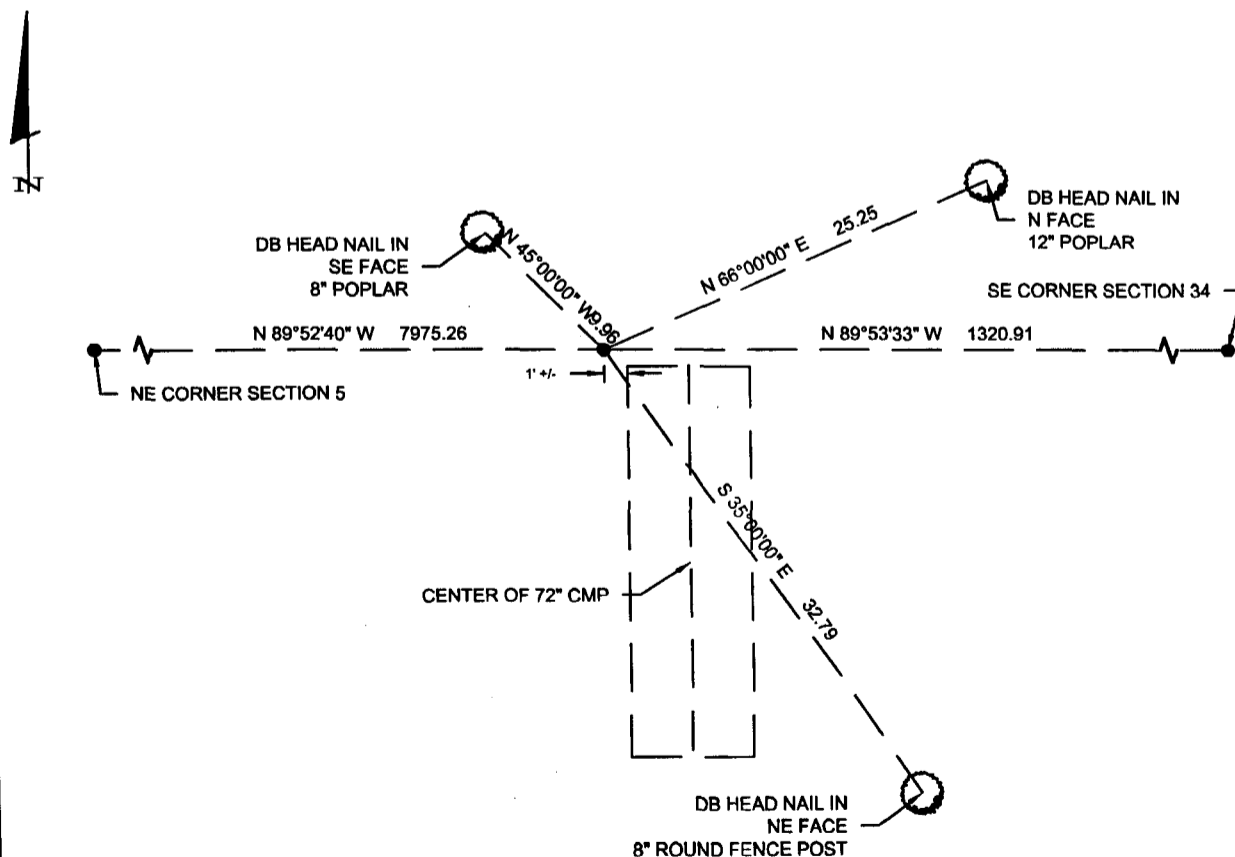 N
DB HEAD NAIL IN
SE FACE
8" POPLAR
N 45°00'00" W9.96
N 66°00'00" E 25.25
DB HEAD NAIL IN
N FACE
12" POPLAR
SE CORNER SECTION 34
N 89°52'40" W 7975.26
N 89°53'33" W 1320.91
NE CORNER SECTION 5
1' +/-
S 35°00'00" E 32.79
CENTER OF 72" CMP
DB HEAD NAIL IN
NE FACE
8" ROUND FENCE POST